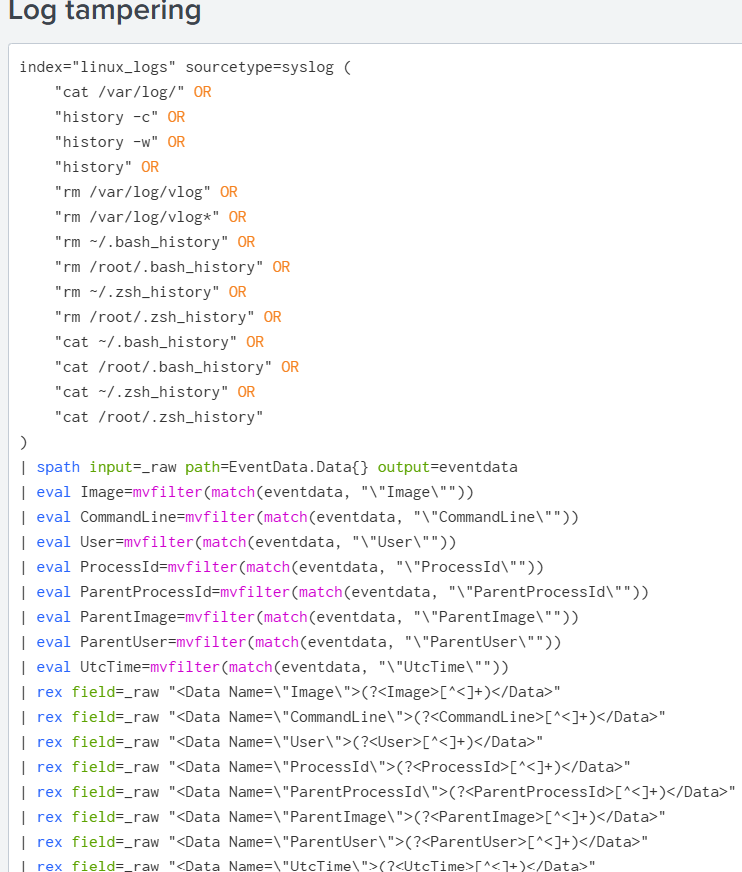 Log tampering
index="linux_logs" sourcetype=syslog (
"cat /var/log/" OR
"history -c" OR
"history -w" OR
"history" OR
"rm /var/log/vlog" OR
"rm /var/log/vlog*" OR
"rm ~/.bash_history" OR
"rm /root/.bash_history" OR
"rm ~/.zsh_history" OR
"rm /root/.zsh_history" OR
"cat ~/.bash_history" OR
"cat /root/.bash_history" OR
"cat ~/.zsh_history" OR
"cat /root/.zsh_history"
)
| spath input=_raw path=EventData.Data{} output=eventdata
| eval Image=mvfilter(match(eventdata, "\"Image\""))
| eval CommandLine=mvfilter(match(eventdata, "\"CommandLine\""))
| eval User=mvfilter(match(eventdata, "\"User\""))
| eval ProcessId=mvfilter(match(eventdata, "\"ProcessId\""))
| eval ParentProcessId=mvfilter(match(eventdata, "\"ParentProcessId\""))
| eval ParentImage=mvfilter(match(eventdata, "\"ParentImage\""))
| eval ParentUser=mvfilter(match(eventdata, "\"ParentUser\""))
| eval UtcTime=mvfilter(match(eventdata, "\"UtcTime\""))
| rex field=_raw "<Data Name=\"Image\">(?<Image>[^<]+)</Data>"
| rex field=_raw "<Data Name=\"CommandLine\">(?<CommandLine>[^<]+)</Data>"
| rex field=_raw "<Data Name=\"User\">(?<User>[^<]+)</Data>"
| rex field=_raw "<Data Name=\"ProcessId\">(?<ProcessId>[^<]+)</Data>"
| rex field=_raw "<Data Name=\"ParentProcessId\">(?<ParentProcessId>[^<]+)</Data>"
| rex field=_raw "<Data Name=\"ParentImage\">(?<ParentImage>[^<]+)</Data>"
| rex field=_raw "<Data Name=\"ParentUser\">(?<ParentUser>[^<]+)</Data>"
| rex field=_raw "<Data Name=\"UtcTime\">(?<UtcTime>[^<]+)</Data>"